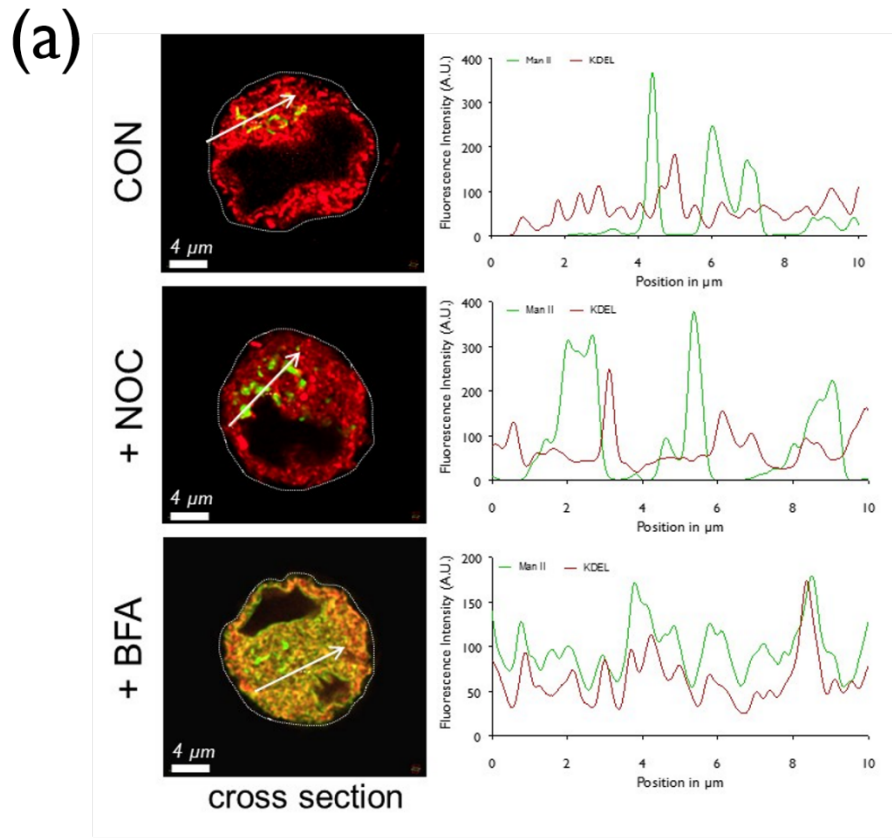 (a)
CON
4 µm
Man II KDEL
Fluorescence Intensity (A.U.)
400
300
200
100
0
0 2 4 6 8 10
Position in µm
+ NOC
4 µm
Man II KDEL
Fluorescence Intensity (A.U.)
400
300
200
100
0
0 2 4 6 8 10
Position in µm
+ BFA
4 µm
Man II KDEL
Fluorescence Intensity (A.U.)
200
150
100
50
0
0 2 4 6 8 10
Position in µm
cross section